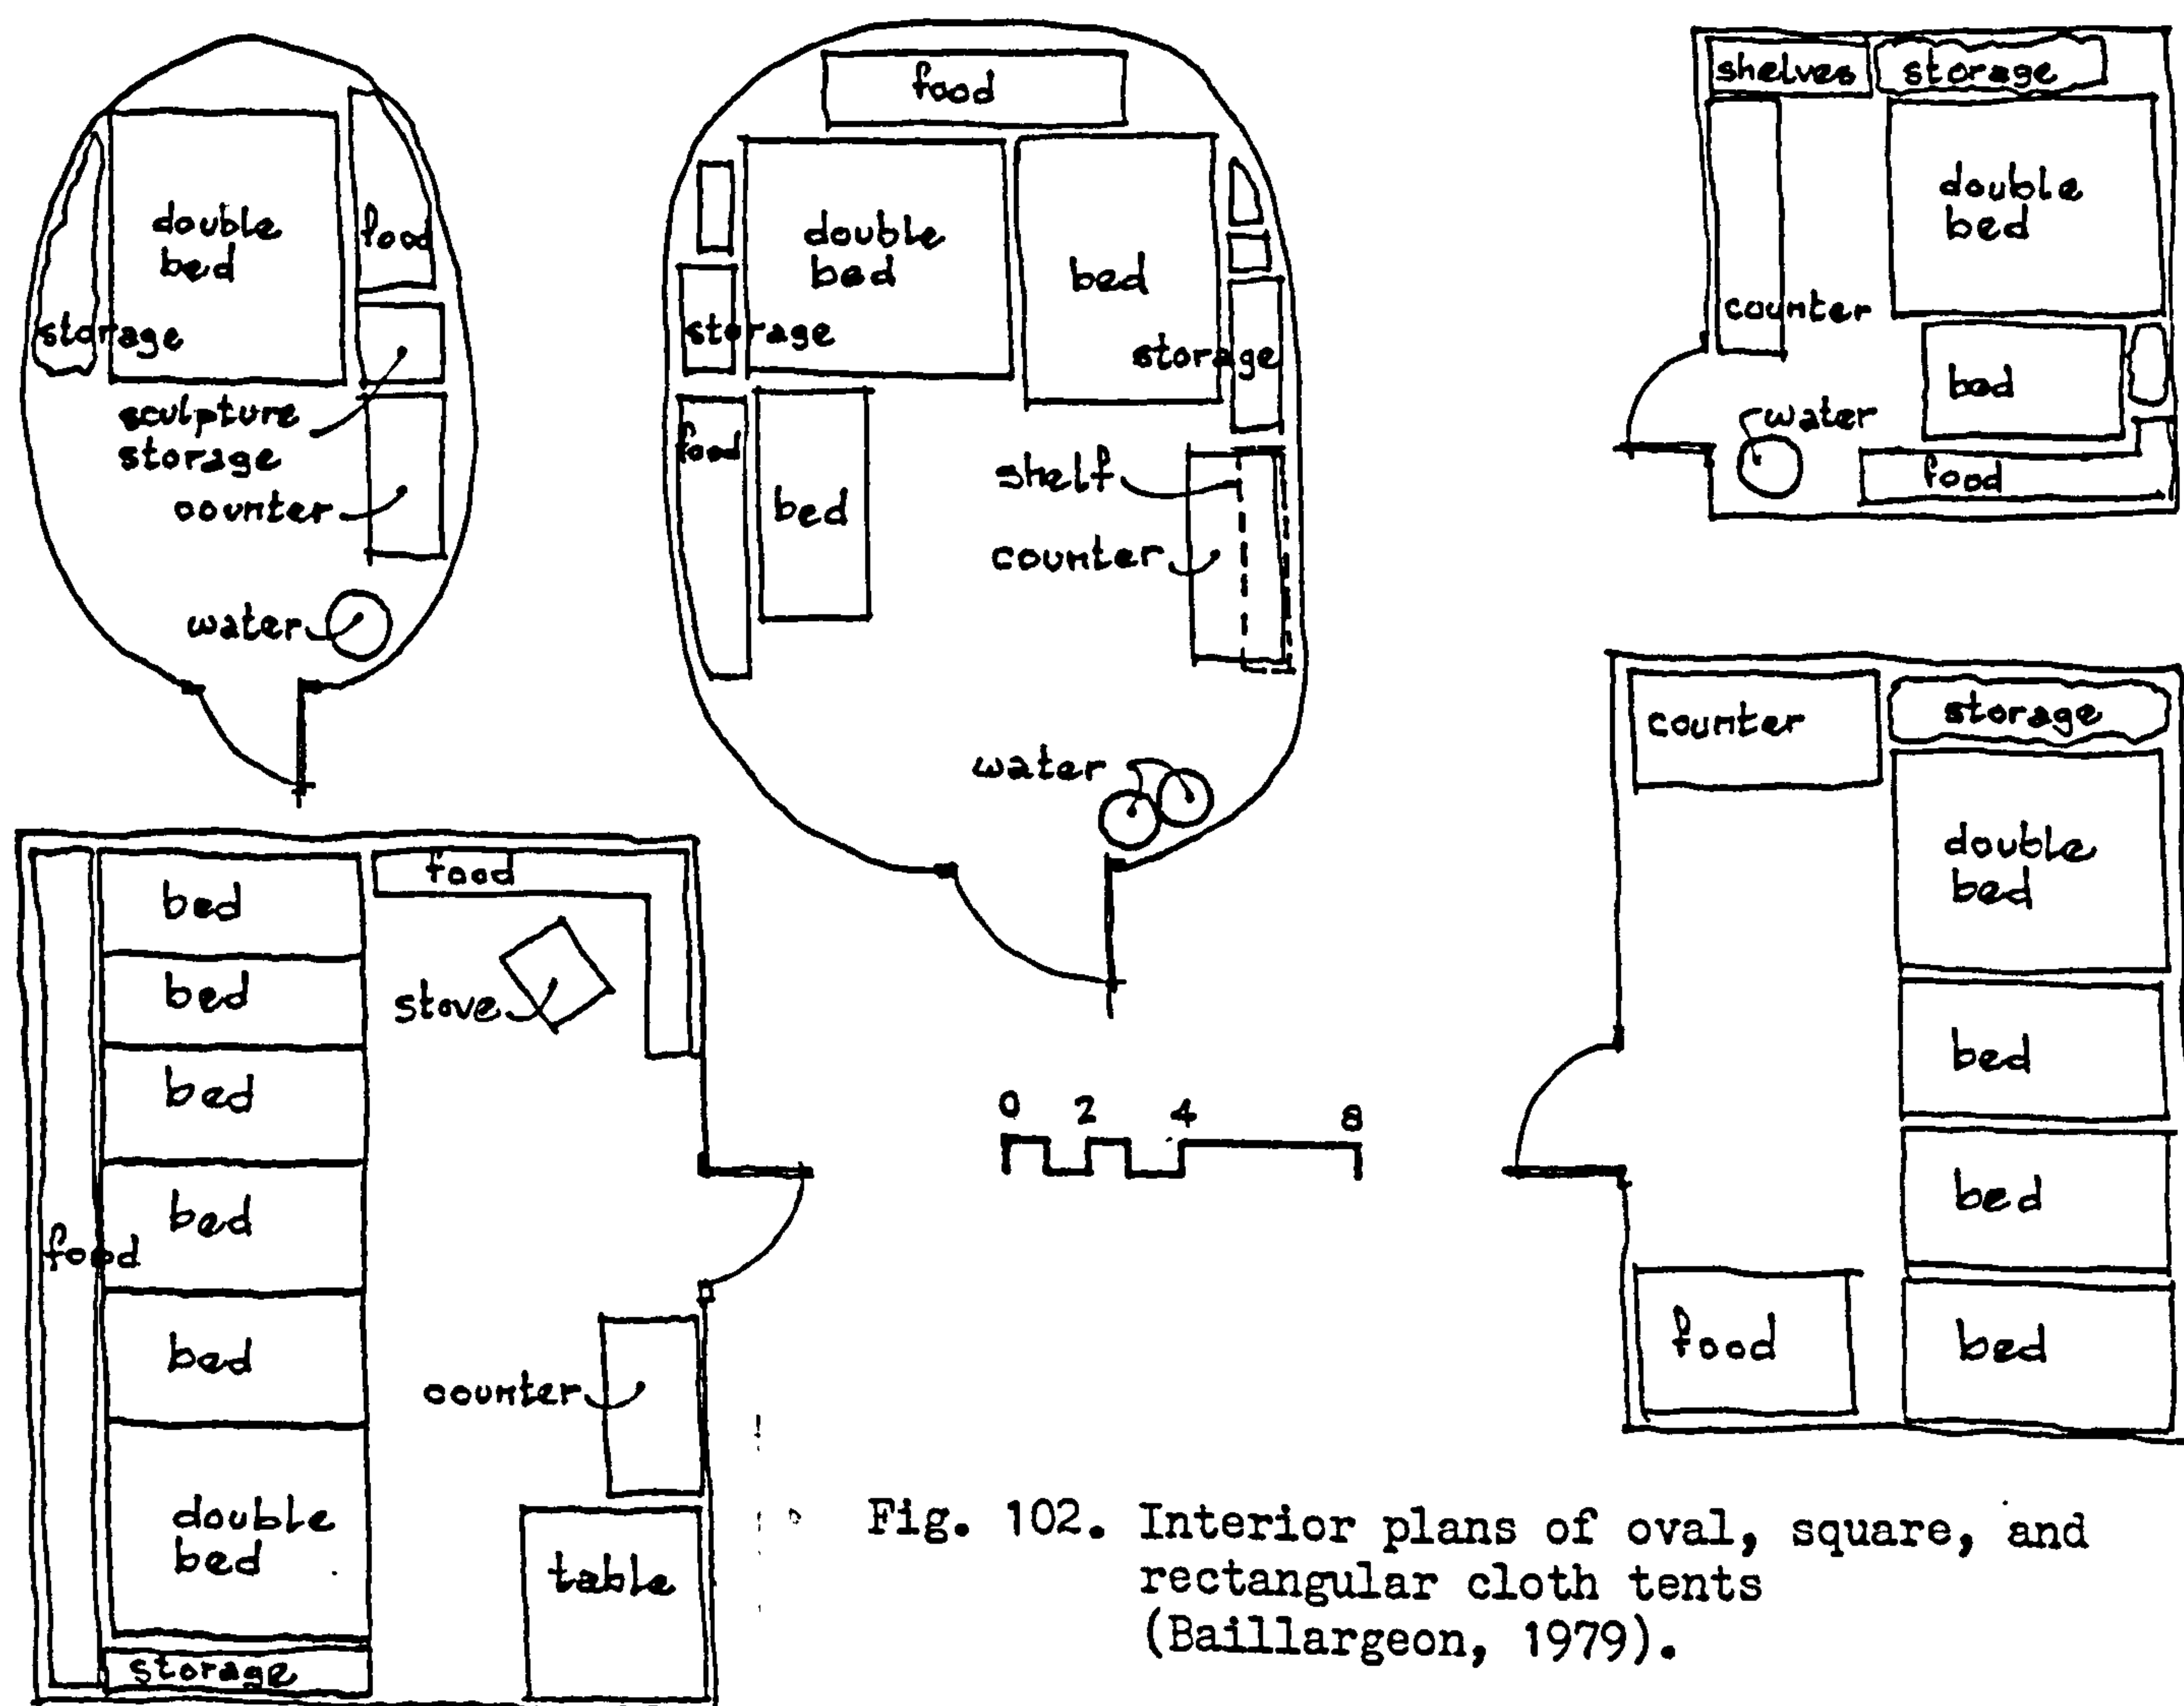 double
bed
food
storage
sculpture
storage
counter
water
food
double
bed
bed
storage
storage
food
bed
shelf
counter
water
shelves
storage
double
bed
counter
bed
water
food
counter
storage
double
bed
bed
bed
food
bed
food
bed
bed
stove
bed
bed
food
bed
counter
double
bed
table
storage
0 2 4 8
Fig. 102. Interior plans of oval, square, and
rectangular cloth tents
(Baillargeon, 1979).